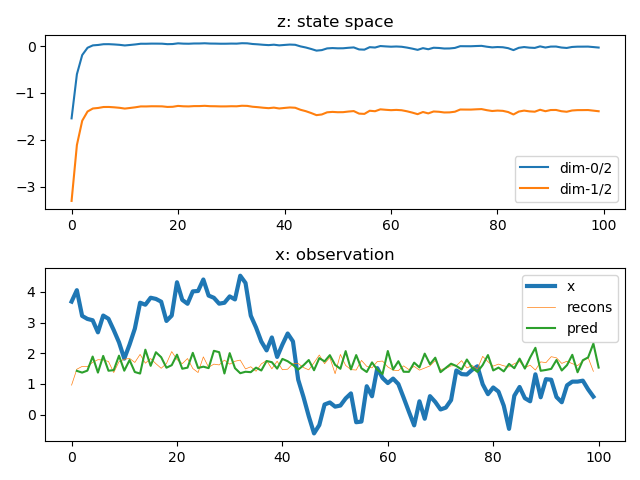 z: state space
0
−1
−2
−3
dim-0/2
dim-1/2
0 20 40 60 80 100
x: observation
4
3
2
1
0
x
recons
pred
0 20 40 60 80 100